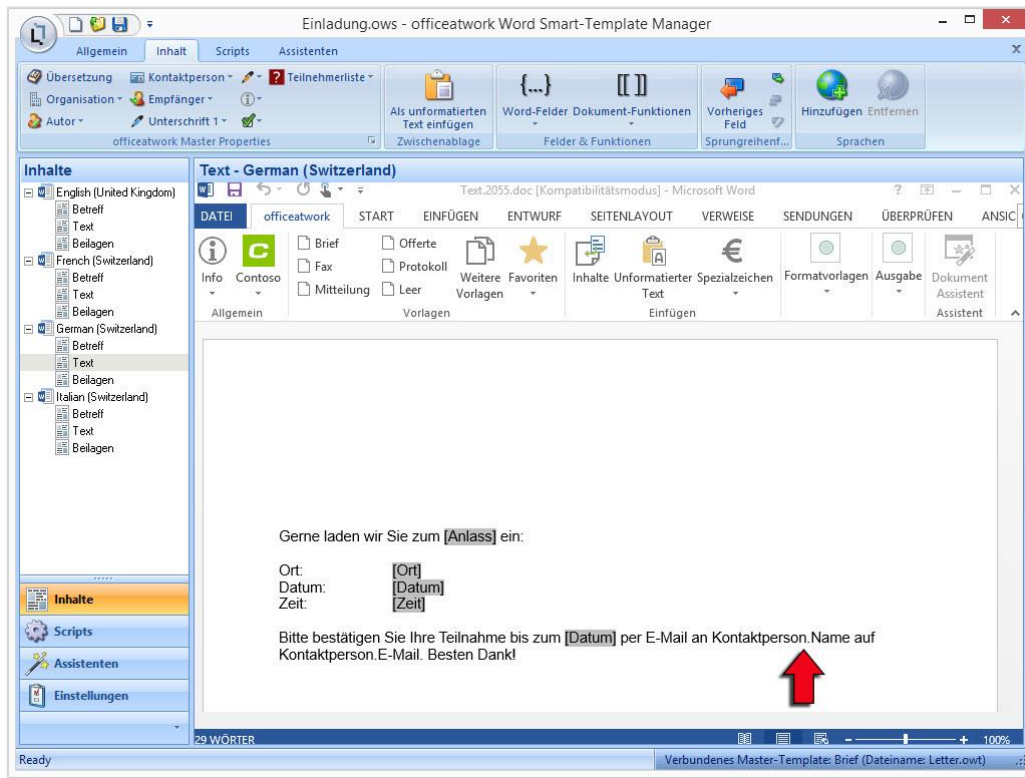 Einladung.ows - officeatwork Word Smart-Template Manager
Allgemein Inhalt Scripts Assistenten
Übersetzung Kontaktperson Teilnehmerliste
Organisation Empfänger
Autor Unterschrift 1
officeatwork Master Properties
Als unformatierten
Text einfügen
Zwischenablage
{...} [[ ]]
Word-Felder Dokument-Funktionen
Felder & Funktionen
Vorheriges
Feld
Sprungreihenf...
Hinzufügen Entfernen
Sprachen
Inhalte
English (United Kingdom)
Betreff
Text
Beilagen
French (Switzerland)
Betreff
Text
Beilagen
German (Switzerland)
Betreff
Text
Beilagen
Italian (Switzerland)
Betreff
Text
Beilagen
Inhalte
Scripts
Assistenten
Einstellungen
Text - German (Switzerland)
Text.2055.doc [Kompatibilitätsmodus] - Microsoft Word
DATEI officeatwork START EINFÜGEN ENTWURF SEITENLAYOUT VERWEISE SENDUNGEN ÜBERPRÜFEN ANSIC
Info Contoso
Allgemein
Brief Offerte
Fax Protokoll
Mitteilung Leer
Weitere
Vorlagen
Favoriten
Vorlagen
Inhalte Unformatierter
Text
Spezialzeichen
Einfügen
Formatvorlagen Ausgabe
Dokument
Assistent
Assistent
Gerne laden wir Sie zum [Anlass] ein:
Ort: [Ort]
Datum: [Datum]
Zeit: [Zeit]
Bitte bestätigen Sie Ihre Teilnahme bis zum [Datum] per E-Mail an Kontaktperson.Name auf
Kontaktperson.E-Mail. Besten Dank!
29 WÖRTER 100%
Ready Verbundenes Master-Template: Brief (Dateiname: Letter.owt)